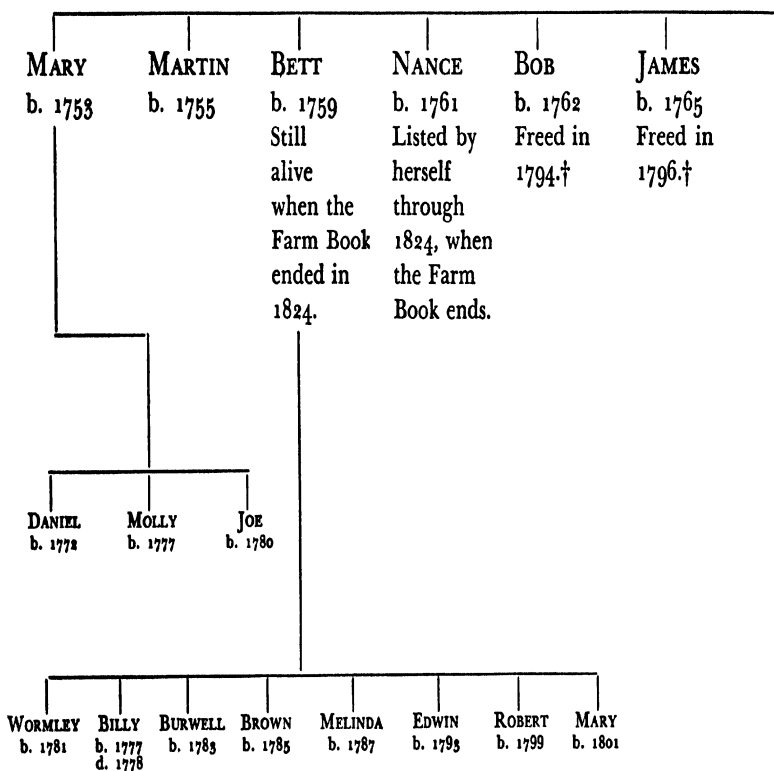 MARY
b. 1753
MARTIN
b. 1755
BETT
b. 1759
Still
alive
when the
Farm Book
ended in
1824.
NANCE
b. 1761
Listed by
herself
through
1824, when
the Farm
Book ends.
BOB
b. 1762
Freed in
1794.†
JAMES
b. 1765
Freed in
1796.†
DANIEL
b. 1772
MOLLY
b. 1777
JOE
b. 1780
WORMLEY
b. 1781
BILLY
b. 1777
d. 1778
BURWELL
b. 1783
BROWN
b. 1785
MELINDA
b. 1787
EDWIN
b. 1793
ROBERT
b. 1799
MARY
b. 1801